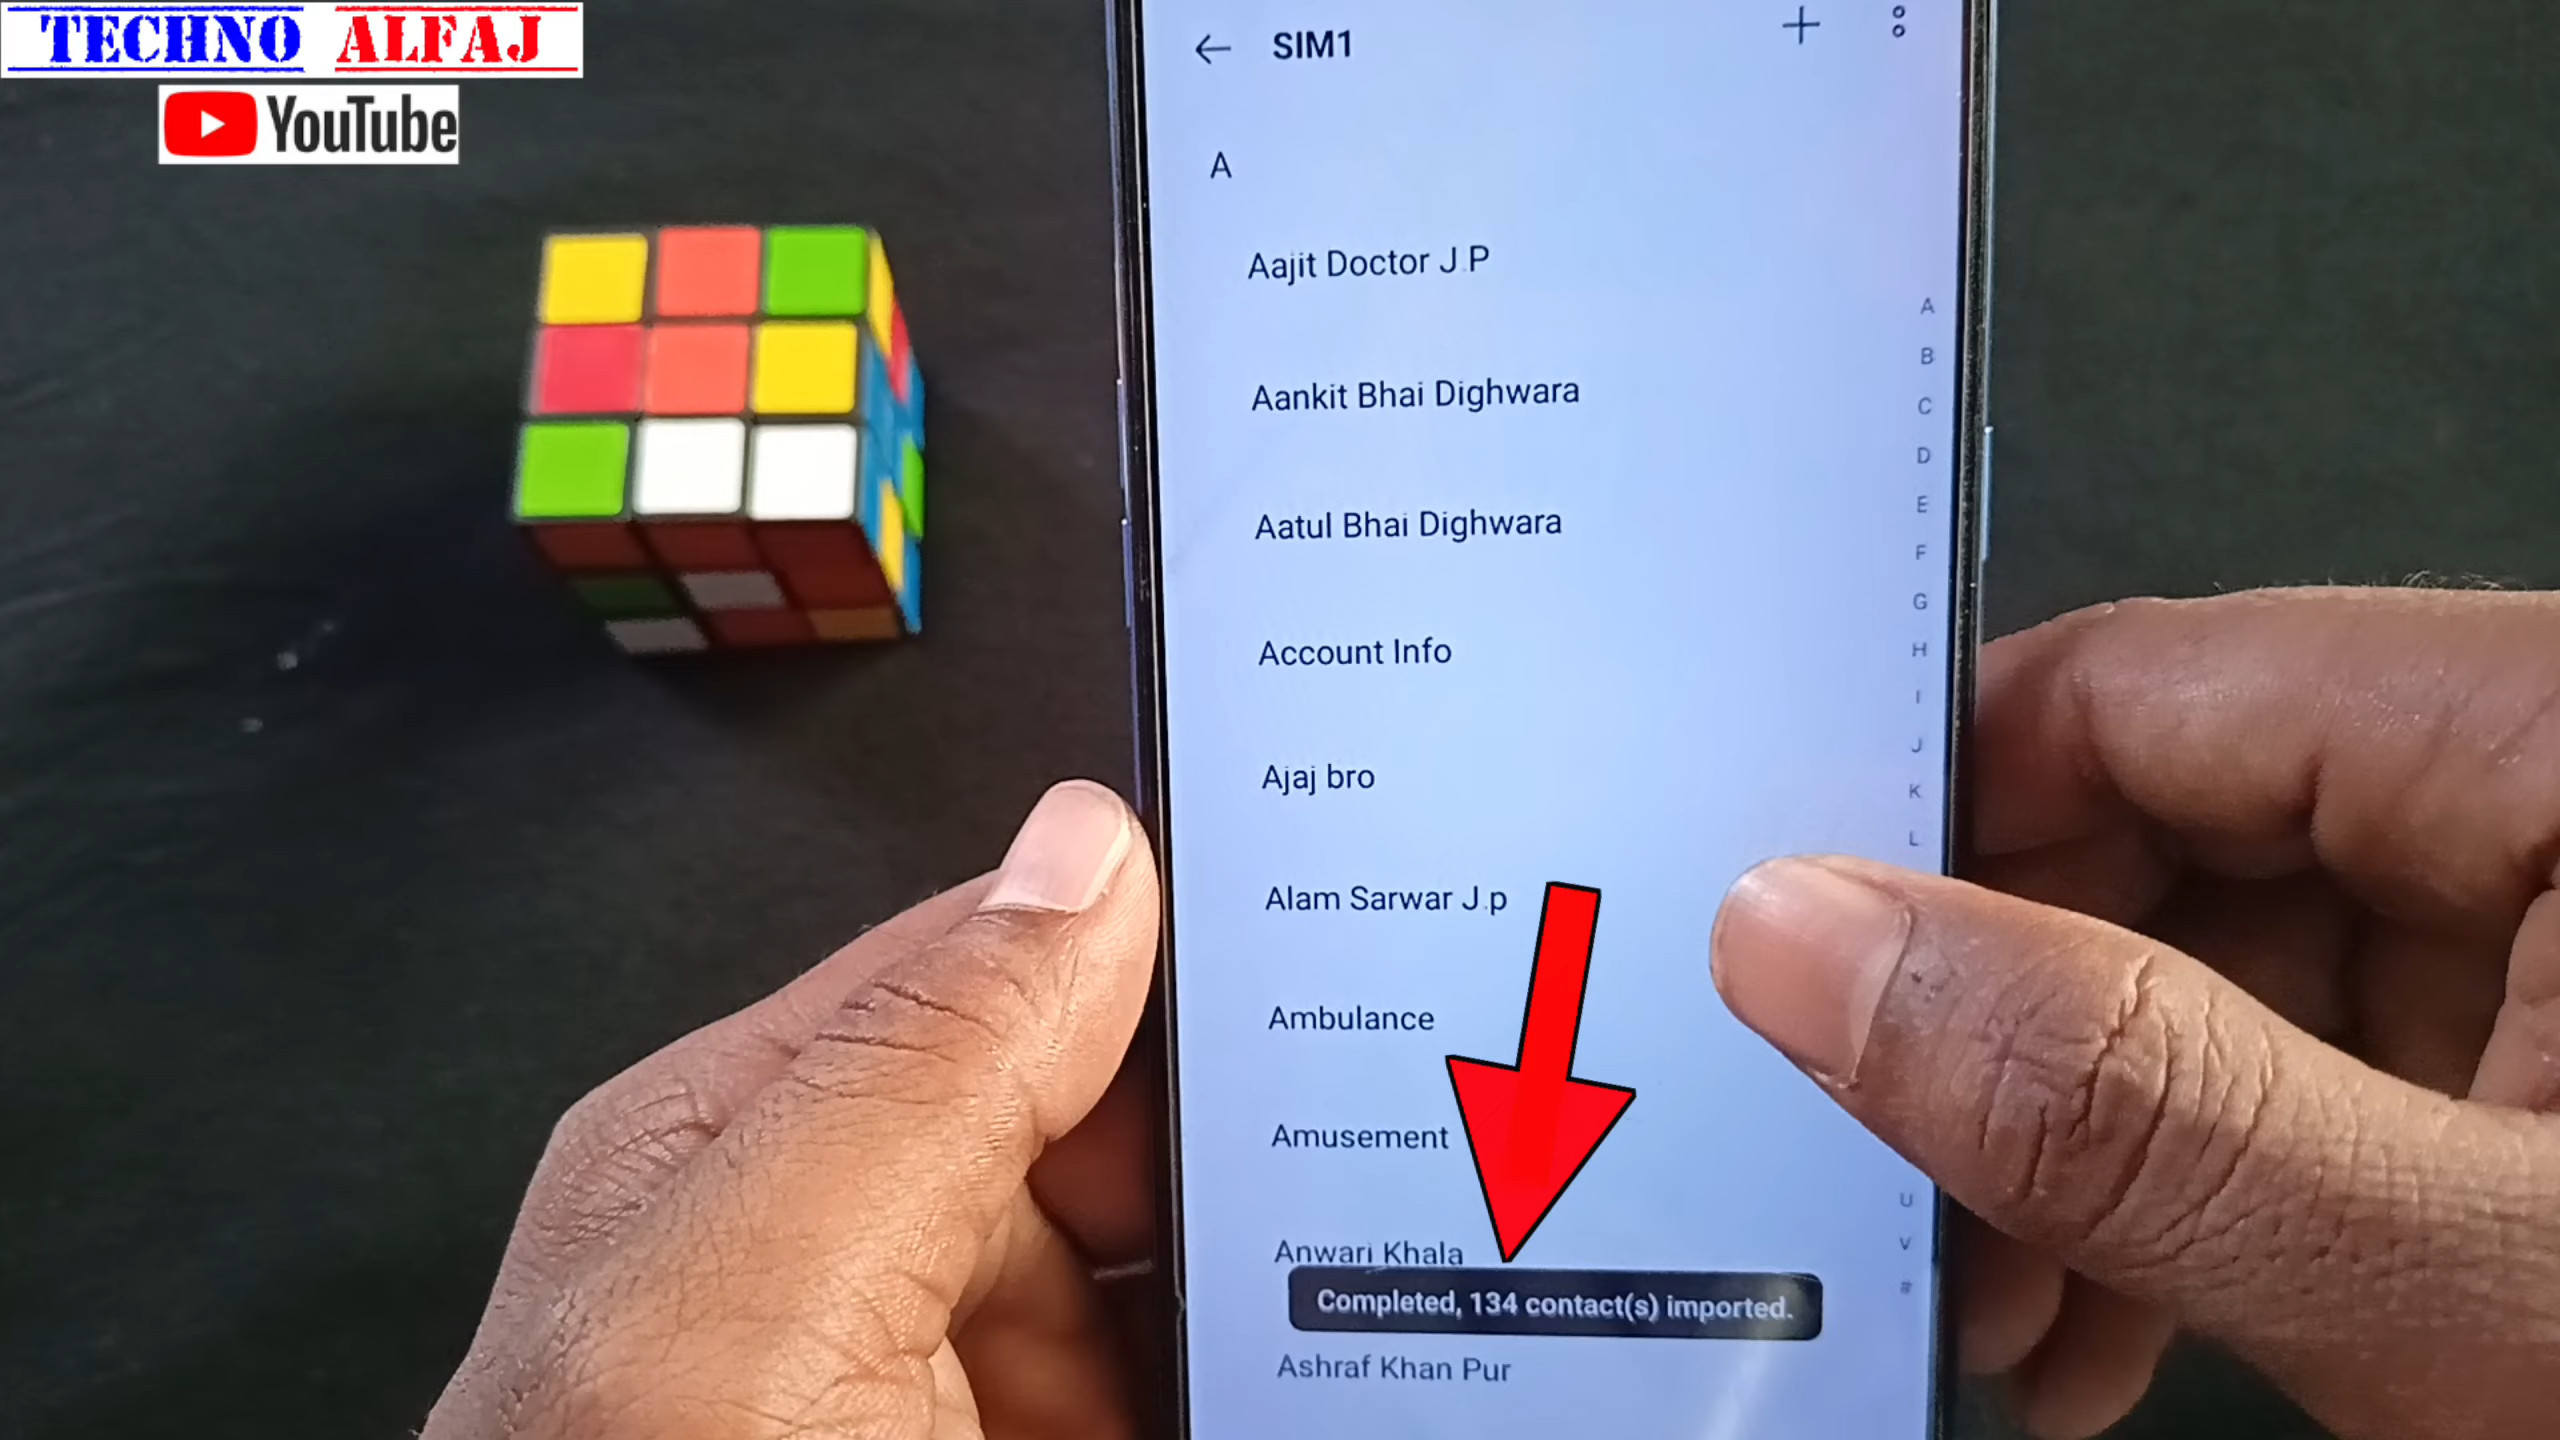 TECHNO ALFAJ
YouTube
SIM1
A
Aajit Doctor J.P
Aankit Bhai Dighwara
Aatul Bhai Dighwara
Account Info
Ajaj bro
Alam Sarwar J.p
Ambulance
Amusement
Anwari Khala
Completed, 134 contact(s) imported.
Ashraf Khan Pur
A
B
C
D
E
F
G
H
I
J
K
L
U
V
#